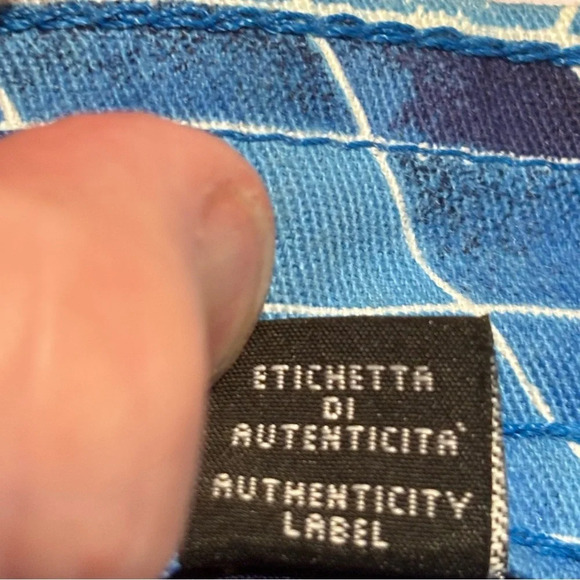 ETICHETTA
DI
AUTENTICITA'
AUTHENTICITY
LABEL